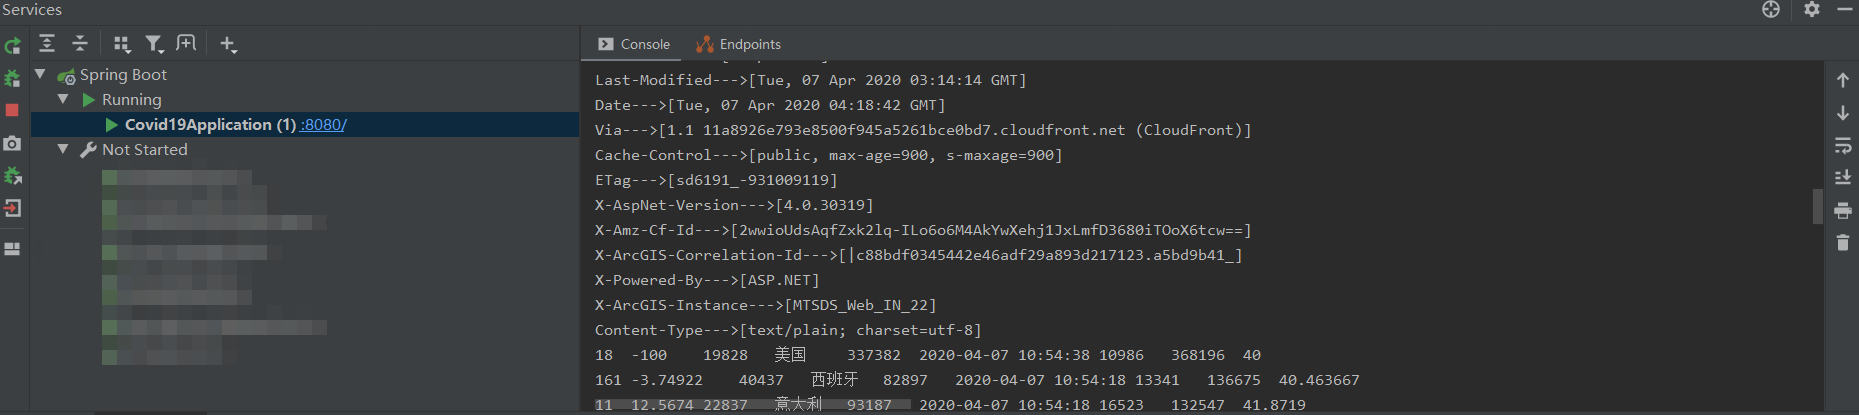 Services
Console
Endpoints
Spring Boot
Running
Covid19Application (1) :8080/
Not Started
Last-Modified--->[Tue, 07 Apr 2020 03:14:14 GMT]
Date--->[Tue, 07 Apr 2020 04:18:42 GMT]
Via--->[1.1 11a8926e793e8500f945a5261bce0bd7.cloudfront.net (CloudFront)]
Cache-Control--->[public, max-age=900, s-maxage=900]
ETag--->[sd6191_-931009119]
X-AspNet-Version--->[4.0.30319]
X-Amz-Cf-Id--->[2wwioUdsAqfZxk2lq-ILo6o6M4AkYwXehj1JxLmfD3680iTOoX6tcw==]
X-ArcGIS-Correlation-Id--->[|c88bdf0345442e46adf29a893d217123.a5bd9b41_]
X-Powered-By--->[ASP.NET]
X-ArcGIS-Instance--->[MTSDS_Web_IN_22]
Content-Type--->[text/plain; charset=utf-8]
18 -100 19828 美国 337382 2020-04-07 10:54:38 10986 368196 40
161 -3.74922 40437 西班牙 82897 2020-04-07 10:54:18 13341 136675 40.463667
11 12.5674 22837 意大利 93187 2020-04-07 10:54:18 16523 132547 41.8719